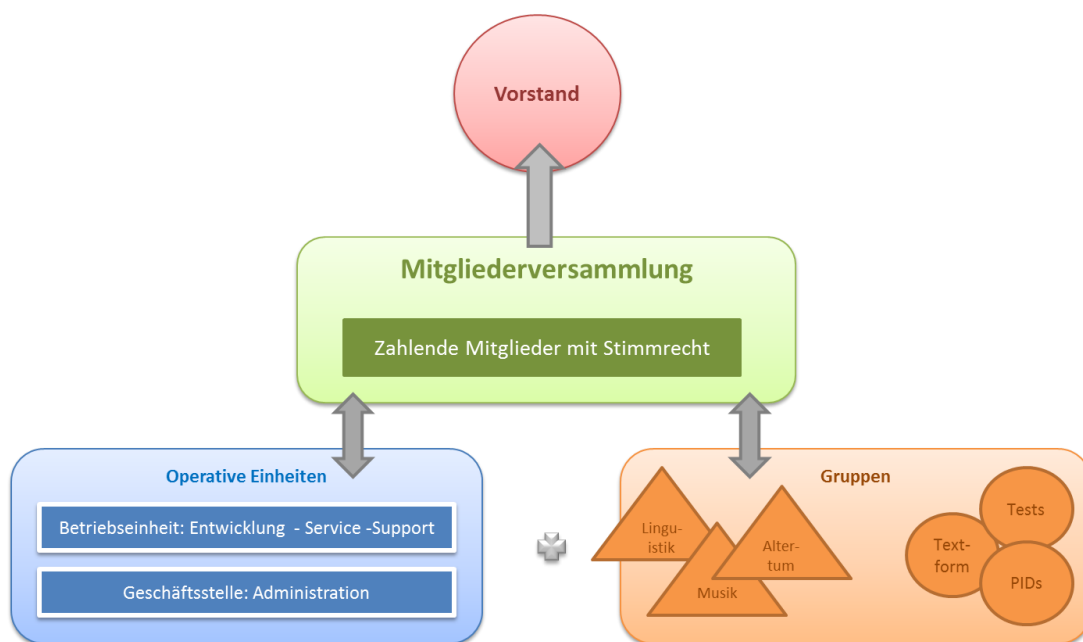 Vorstand
Mitgliederversammlung
Zahlende Mitglieder mit Stimmrecht
Operative Einheiten
Betriebseinheit: Entwicklung - Service -Support
Geschäftsstelle: Administration
Gruppen
Lingu-
istik
Musik
Alter-
tum
Tests
Text-
form
PIDs